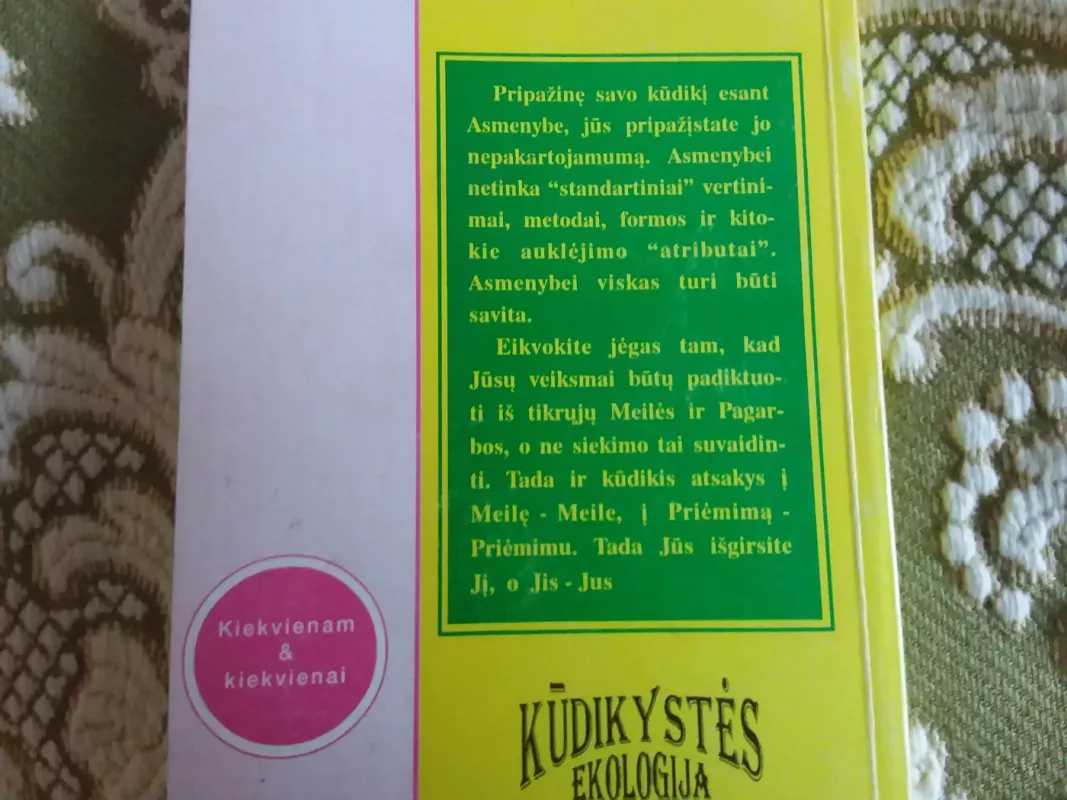 Pripažinę savo kūdikį esant
Asmenybe, jūs pripažįstate jo
nepakartojamumą. Asmenybei
netinka “standartiniai” vertini-
mai, metodai, formos ir kito-
kie auklėjimo “atributai”.
Asmenybei viskas turi būti
savita.
Eikvokite jėgas tam, kad
Jūsų veiksmai būtų padiktuo-
ti iš tikrųjų Meilės ir Pagar-
bos, o ne siekimo tai suvaidin-
ti. Tada ir kūdikis atsakys į
Meilę - Meile, į Priėmimą -
Priėmimu. Tada Jūs išgirsite
Jį, o Jis - Jus
Kiekvienam
&
kiekvienai
KŪDIKYSTĖS
EKOLOGIJA